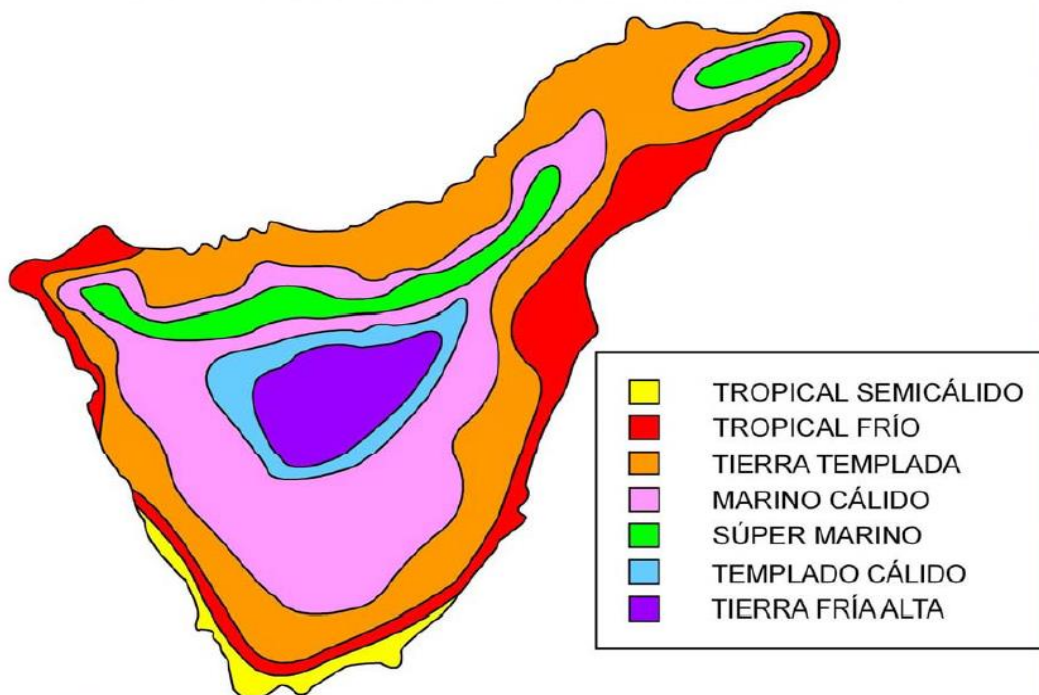 TROPICAL SEMICÁLIDO
TROPICAL FRÍO
TIERRA TEMPLADA
MARINO CÁLIDO
SÚPER MARINO
TEMPLADO CÁLIDO
TIERRA FRÍA ALTA